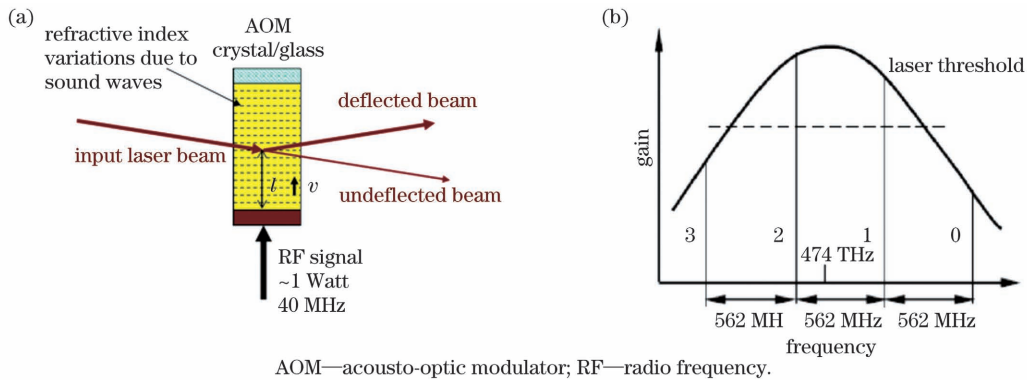 (a)
refractive index
variations due to
sound waves
AOM
crystal/glass
deflected beam
input laser beam
l
v
undeflected beam
RF signal
~1 Watt
40 MHz
(b)
laser threshold
gain
3 2 1 0
474 THz
562 MH 562 MHz 562 MHz
frequency
AOM—acousto-optic modulator; RF—radio frequency.